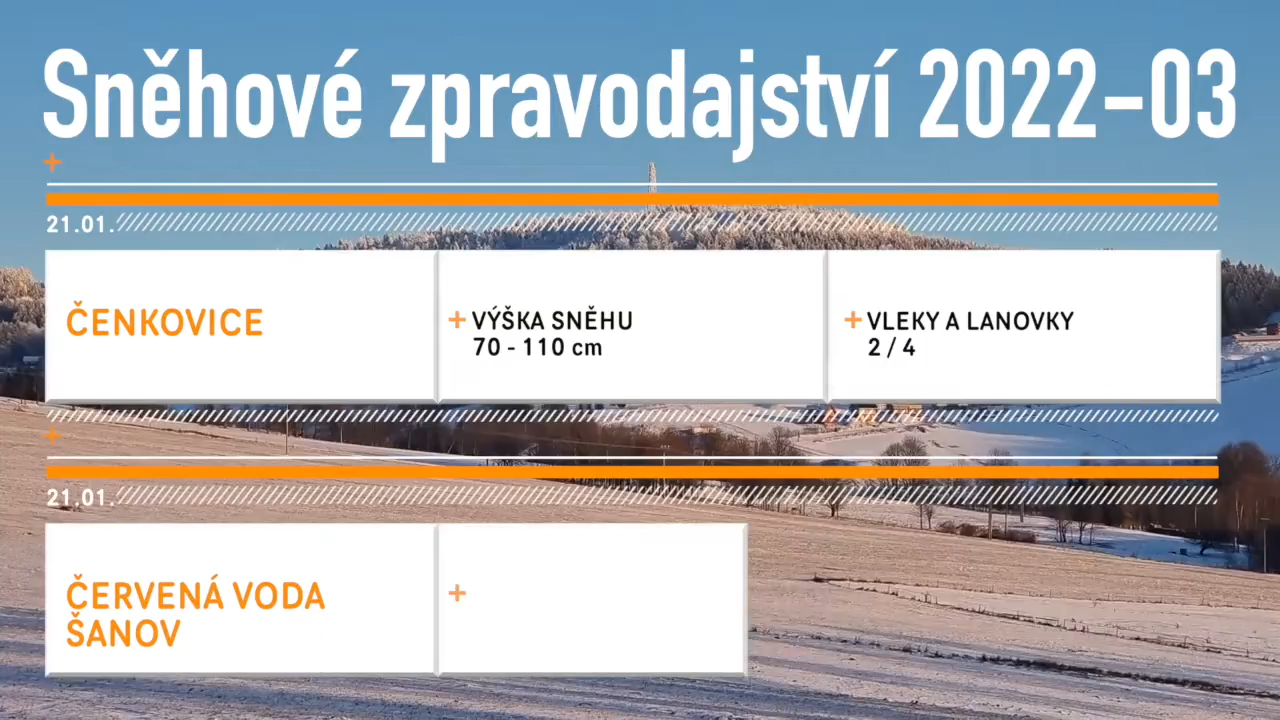 Sněhové zpravodajství 2022–03
21.01.
ČENKOVICE
+ VÝŠKA SNĚHU
70 - 110 cm
+ VLEKY A LANOVKY
2 / 4
21.01.
ČERVENÁ VODA
ŠANOV
+